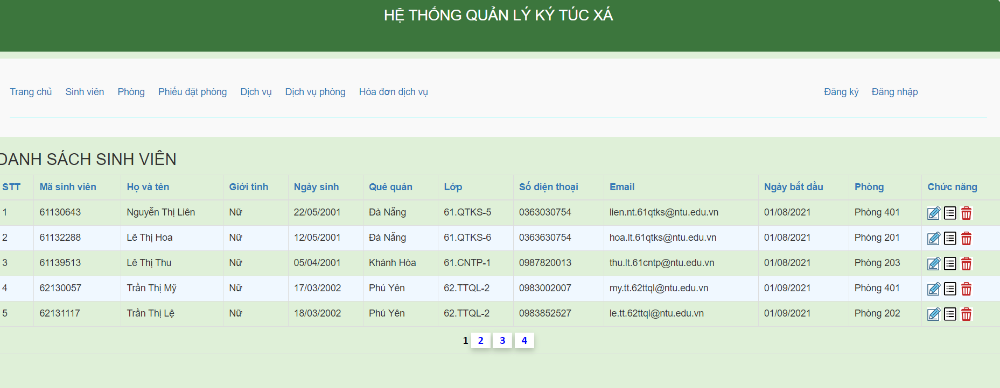 HỆ THỐNG QUẢN LÝ KÝ TÚC XÁ
Trang chủ Sinh viên Phòng Phiếu đặt phòng Dịch vụ Dịch vụ phòng Hóa đơn dịch vụ Đăng ký Đăng nhập
DANH SÁCH SINH VIÊN
STT Mã sinh viên Họ và tên Giới tính Ngày sinh Quê quán Lớp Số điện thoại Email Ngày bắt đầu Phòng Chức năng
1 61130643 Nguyễn Thị Liên Nữ 22/05/2001 Đà Nẵng 61.QTKS-5 0363030754 lien.nt.61qtks@ntu.edu.vn 01/08/2021 Phòng 401
2 61132288 Lê Thị Hoa Nữ 12/05/2001 Đà Nẵng 61.QTKS-6 0363630754 hoa.lt.61qtks@ntu.edu.vn 01/08/2021 Phòng 201
3 61139513 Lê Thị Thu Nữ 05/04/2001 Khánh Hòa 61.CNTP-1 0987820013 thu.lt.61cntp@ntu.edu.vn 01/08/2021 Phòng 203
4 62130057 Trần Thị Mỹ Nữ 17/03/2002 Phú Yên 62.TTQL-2 0983002007 my.tt.62ttql@ntu.edu.vn 01/09/2021 Phòng 401
5 62131117 Trần Thị Lệ Nữ 18/03/2002 Phú Yên 62.TTQL-2 0983852527 le.tt.62ttql@ntu.edu.vn 01/09/2021 Phòng 202
1 2 3 4